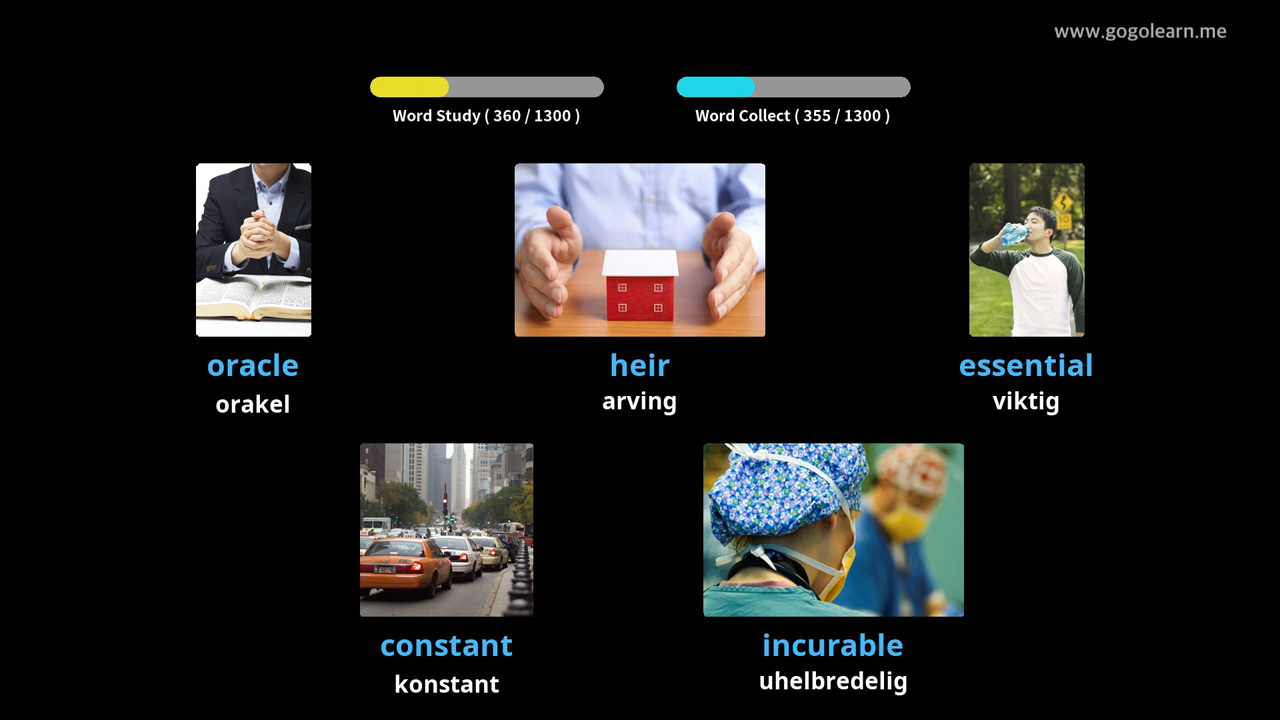 www.gogolearn.me
Word Study ( 360 / 1300 )
Word Collect ( 355 / 1300 )
oracle
orakel
heir
arving
essential
viktig
constant
konstant
incurable
uhelbredelig